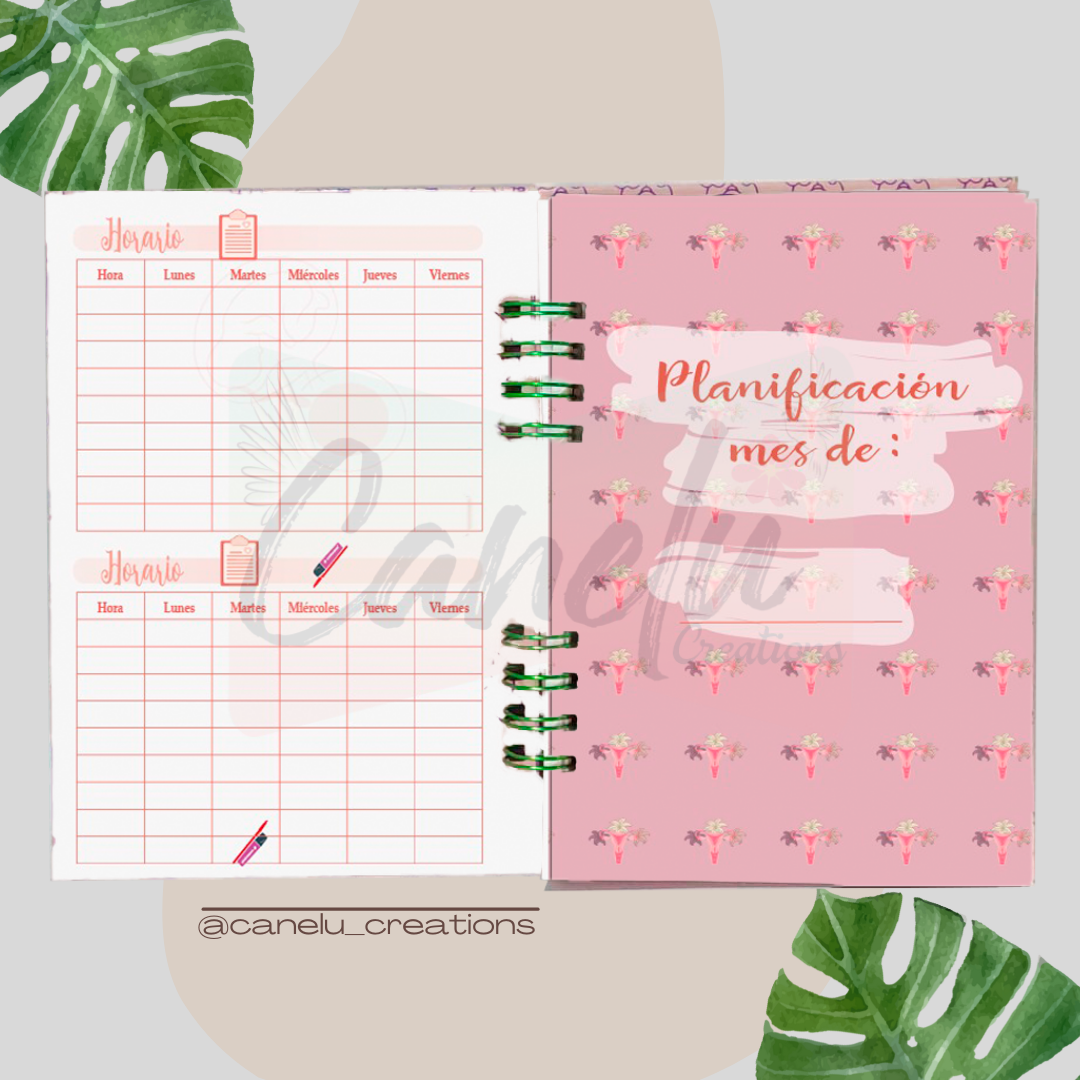 Horario
Hora Lunes Martes Miércoles Jueves Viernes
Horario
Hora Lunes Martes Miércoles Jueves Viernes
Planificación
mes de :
Canelu
Creations
@canelu_creations